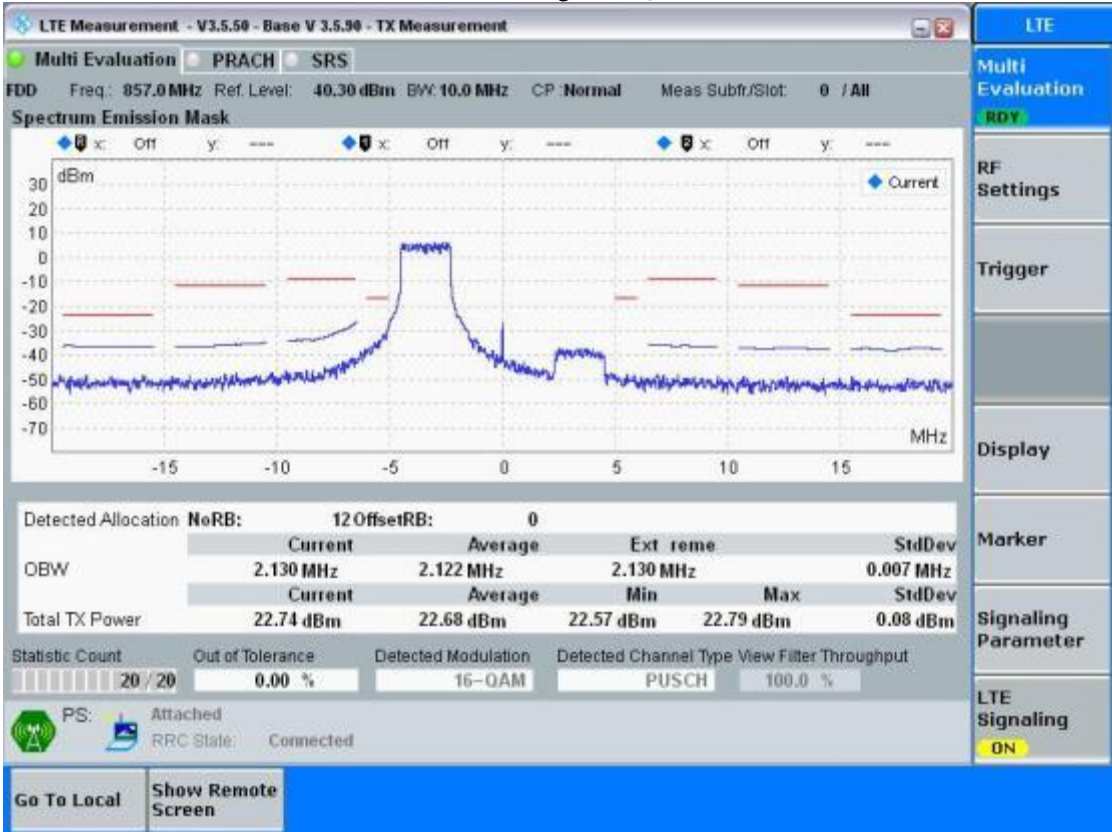 LTE Measurement - V3.5.50 - Base V 3.5.90 - TX Measurement
LTE
Multi Evaluation PRACH SRS
FDD Freq.: 857.0 MHz Ref. Level: 40.30 dBm BW: 10.0 MHz CP :Normal Meas Subfr./Slot: 0 / All
Spectrum Emission Mask
x: Off y: --- x: Off y: --- x: Off y: ---
dBm
Current
30
20
10
0
-10
-20
-30
-40
-50
-60
-70
MHz
-15 -10 -5 0 5 10 15
Detected Allocation NoRB: 12 OffsetRB: 0
Current Average Ext reme StdDev
OBW 2.130 MHz 2.122 MHz 2.130 MHz 0.007 MHz
Current Average Min Max StdDev
Total TX Power 22.74 dBm 22.68 dBm 22.57 dBm 22.79 dBm 0.08 dBm
Statistic Count Out of Tolerance Detected Modulation Detected Channel Type View Filter Throughput
20 / 20 0.00 % 16-QAM PUSCH 100.0 %
PS: Attached
RRC State: Connected
Multi
Evaluation
RDY
RF
Settings
Trigger
Display
Marker
Signaling
Parameter
LTE
Signaling
ON
Go To Local
Show Remote
Screen